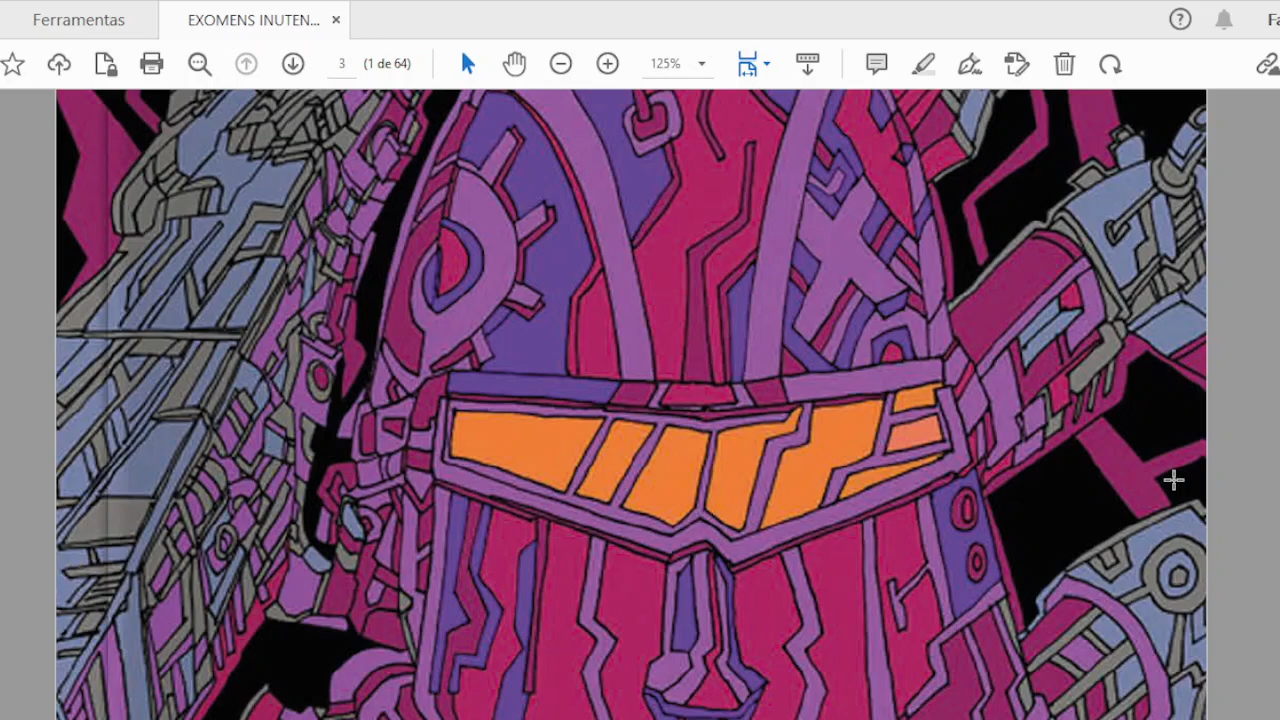 Ferramentas
EXOMENS INUTEN... ×
Fa
3 (1 de 64) 125%